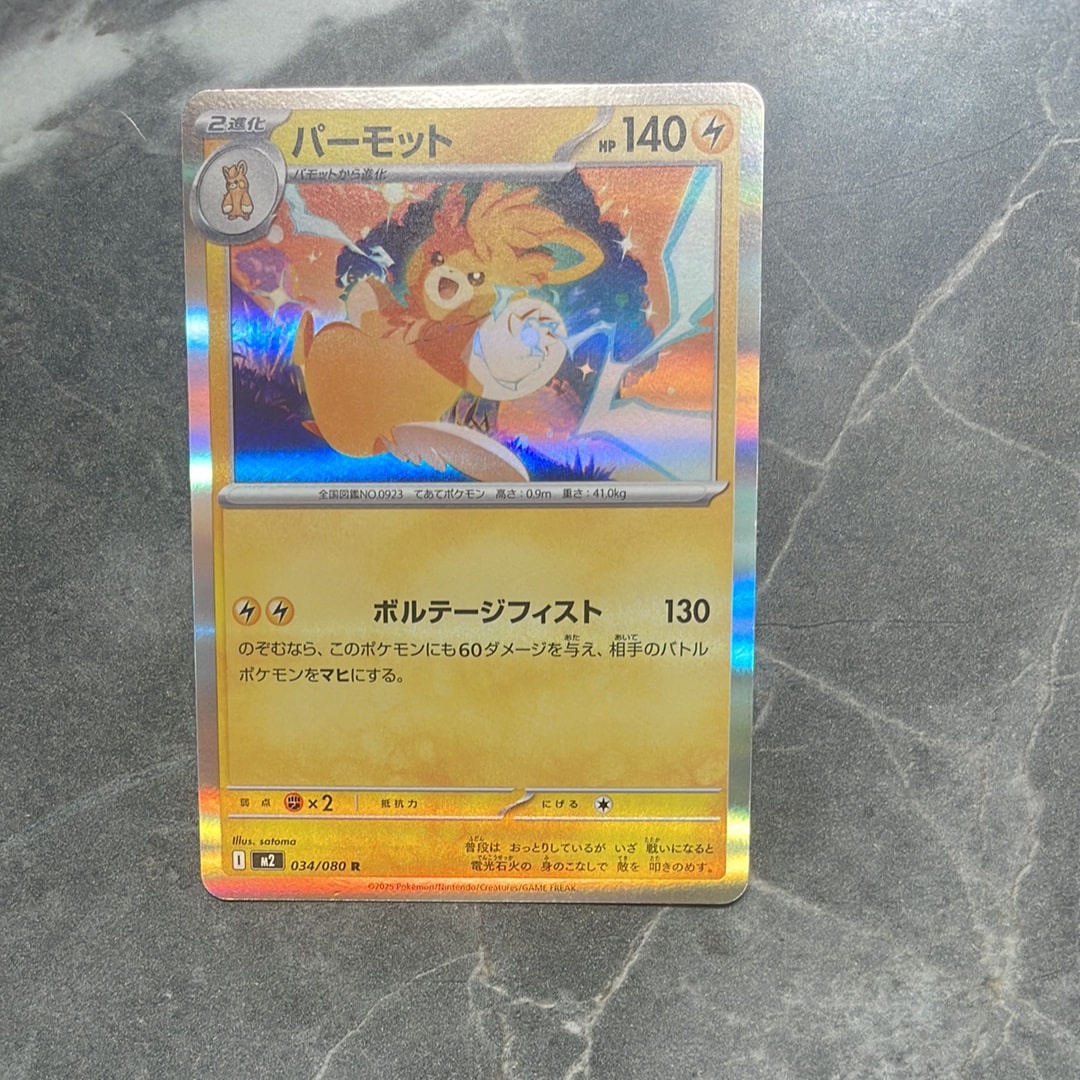 2進化
パーモット
HP 140
パモットから進化
全国図鑑NO.0923 てあてポケモン 高さ:0.9m 重さ:41.0kg
ボルテージフィスト 130
のぞむなら、このポケモンにも60ダメージを与え、相手のバトル
ポケモンをマヒにする。
弱点 ×2 抵抗力 にげる
Illus. satoma
I M2 034/080 R
普段は おっとりしているが いざ 戦いになると
電光石火の 身のこなしで 敵を 叩きのめす。
©2025 Pokémon/Nintendo/Creatures/GAME FREAK